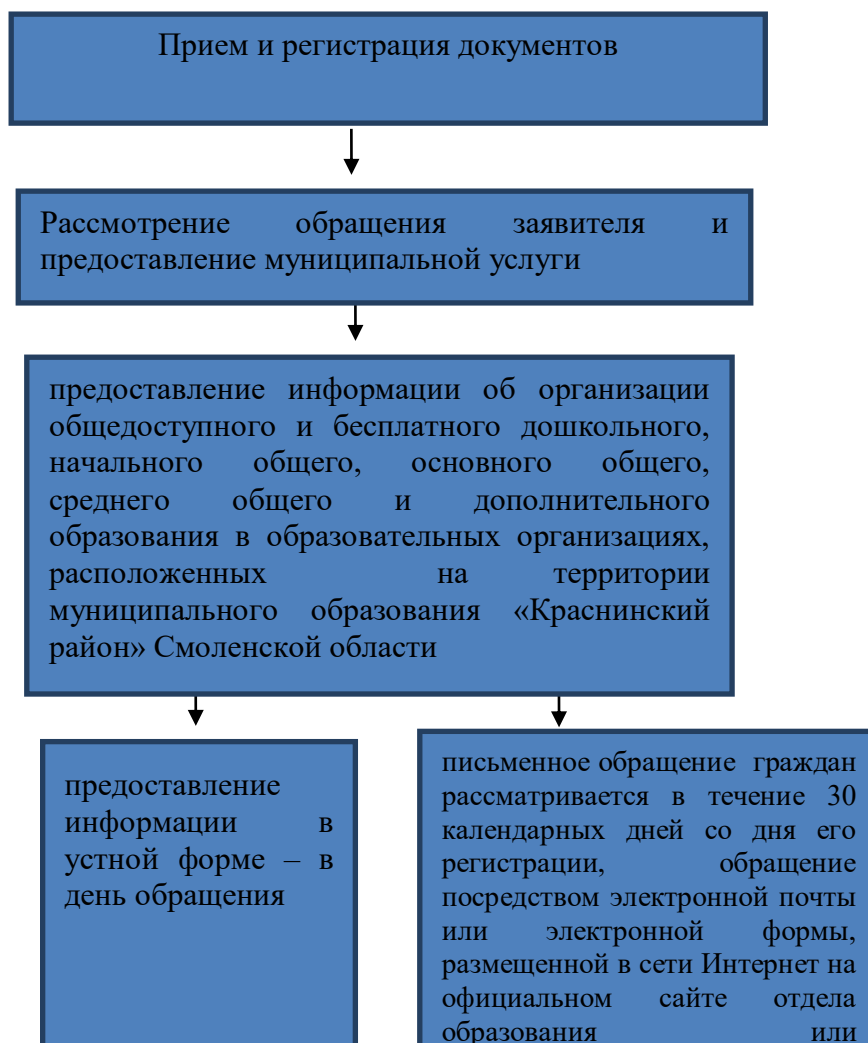 Прием и регистрация документов
Рассмотрение обращения заявителя и
предоставление муниципальной услуги
предоставление информации об организации
общедоступного и бесплатного дошкольного,
начального общего, основного общего,
среднего общего и дополнительного
образования в образовательных организациях,
расположенных на территории
муниципального образования «Краснинский
район» Смоленской области
предоставление
информации в
устной форме – в
день обращения
письменное обращение граждан
рассматривается в течение 30
календарных дней со дня его
регистрации, обращение
посредством электронной почты
или электронной формы,
размещенной в сети Интернет на
официальном сайте отдела
образования или